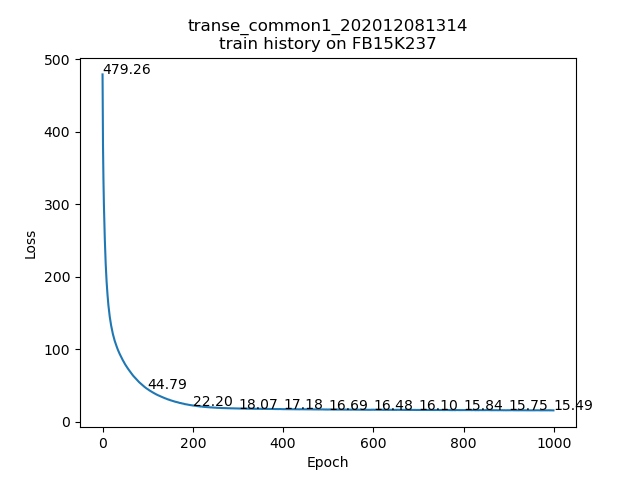 transe_common1_202012081314
train history on FB15K237
500
479.26
400
300
Loss
200
100
44.79
22.20 18.07 17.18 16.69 16.48 16.10 15.84 15.75 15.49
0
0 200 400 600 800 1000
Epoch